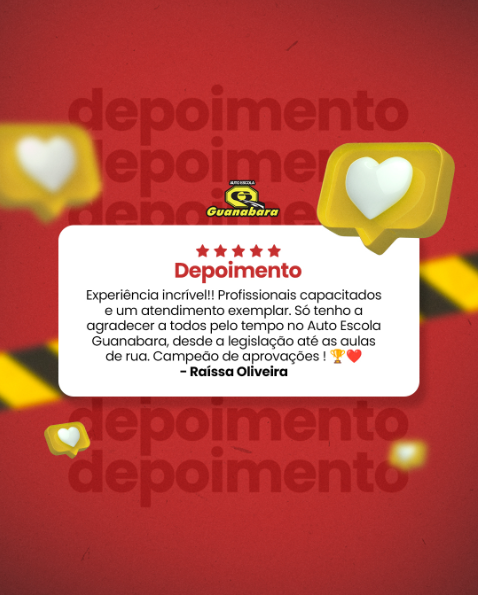 depoimento
depoimento
depoimento
AUTO ESCOLA
Guanabara
Depoimento
Experiência incrível!! Profissionais capacitados
e um atendimento exemplar. Só tenho a
agradecer a todos pelo tempo no Auto Escola
Guanabara, desde a legislação até as aulas
de rua. Campeão de aprovações ! 🏆❤️
- Raíssa Oliveira
depoimento
depoimento